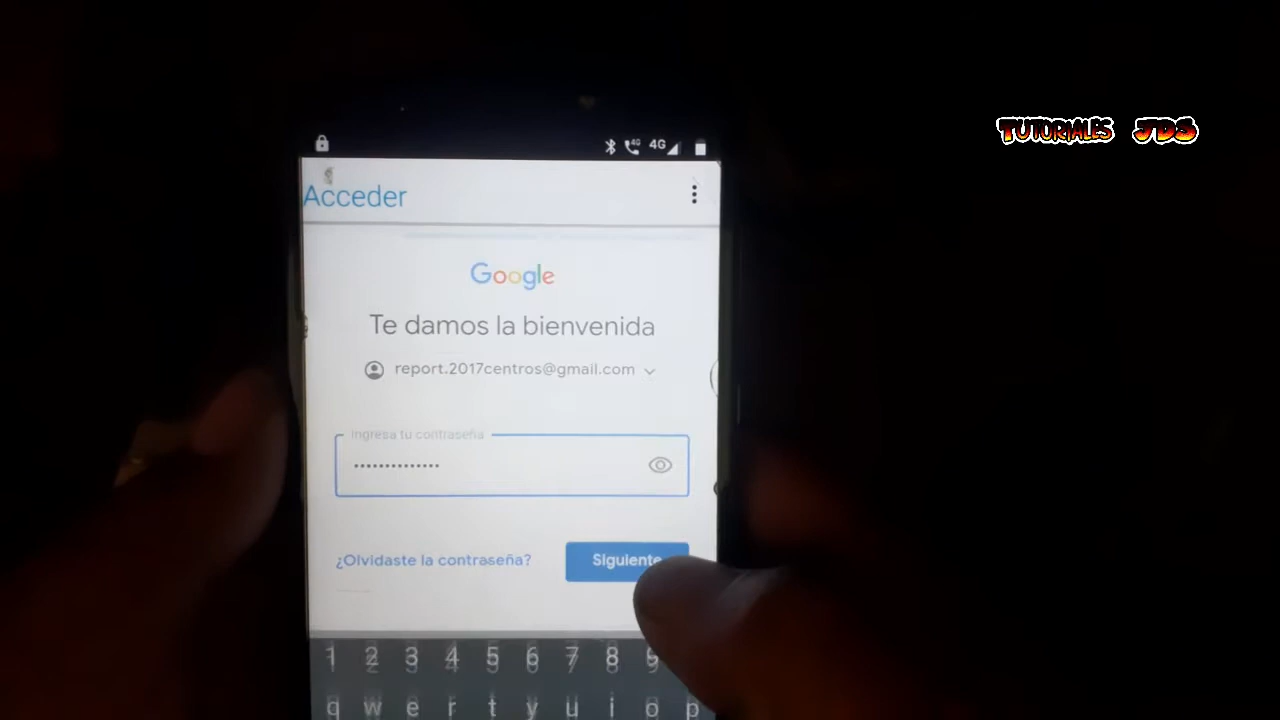 TUTORIALES JDS
4G
Acceder
Google
Te damos la bienvenida
report.2017centros@gmail.com
Ingresa tu contraseña
••••••••••••••
¿Olvidaste la contraseña?
Siguiente
1 2 3 4 5 6 7 8 9
q w e r t y u i o p